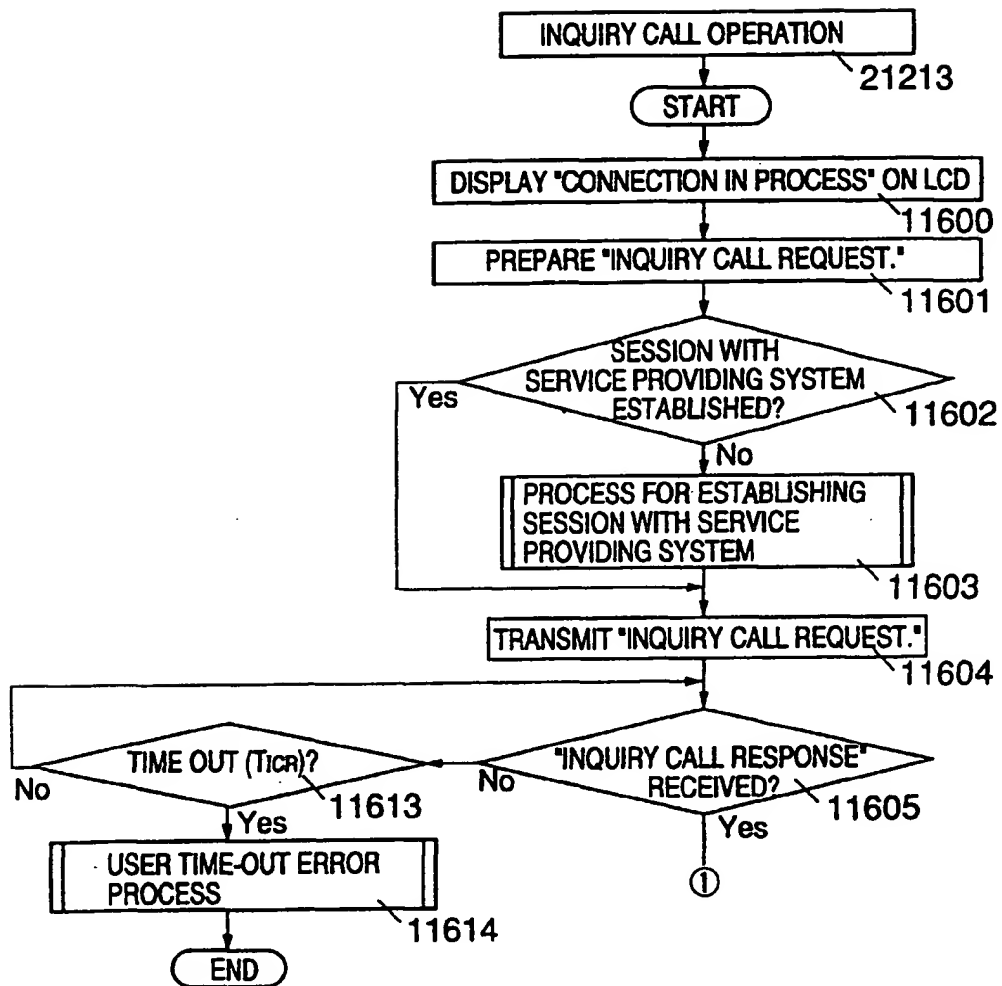 INQUIRY CALL OPERATION
21213
START
DISPLAY "CONNECTION IN PROCESS" ON LCD
11600
PREPARE "INQUIRY CALL REQUEST."
11601
SESSION WITH
SERVICE PROVIDING SYSTEM
ESTABLISHED?
11602
Yes
No
PROCESS FOR ESTABLISHING
SESSION WITH SERVICE
PROVIDING SYSTEM
11603
TRANSMIT "INQUIRY CALL REQUEST."
11604
"INQUIRY CALL RESPONSE"
RECEIVED?
11605
No
Yes
①
TIME OUT (TICR)?
11613
No
Yes
USER TIME-OUT ERROR
PROCESS
11614
END